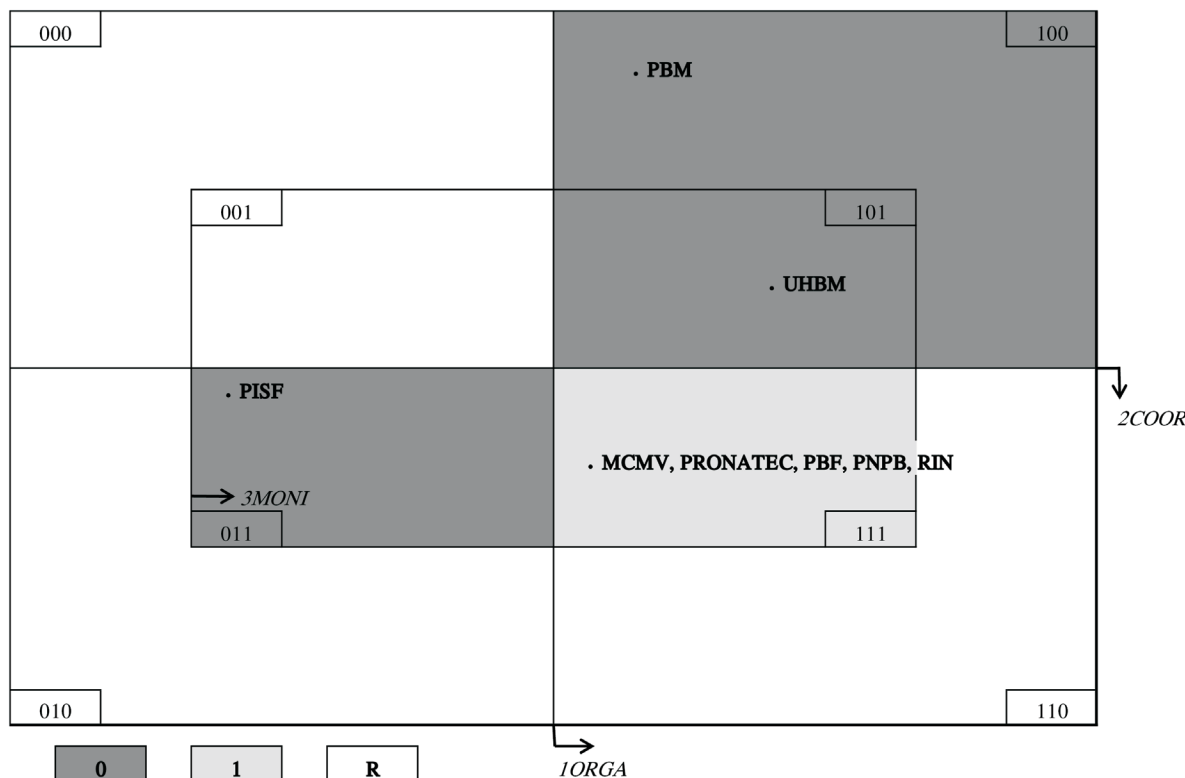 000
100
PBM
001
101
UHBM
PISF
2COOR
MCMV, PRONATEC, PBF, PNPB, RIN
3MONI
011
111
010
110
0
1
R
1ORGA